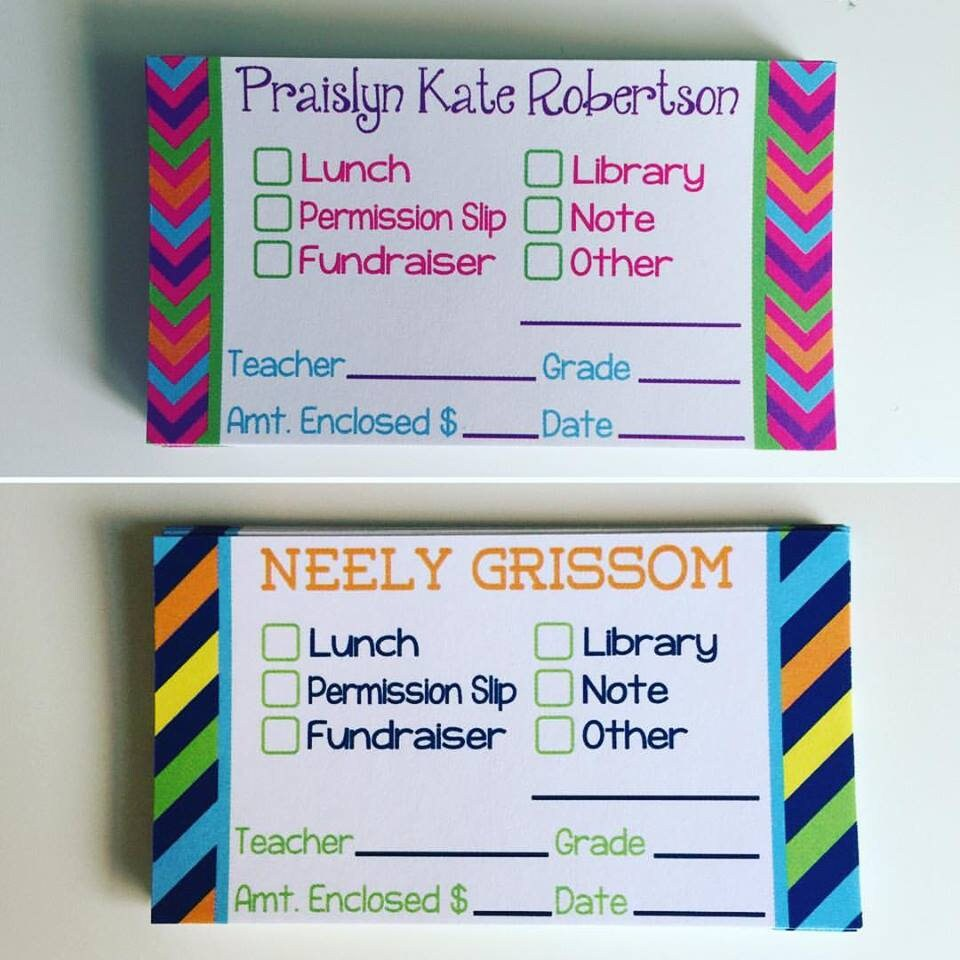 Praislyn Kate Robertson
Lunch Library
Permission Slip Note
Fundraiser Other
Teacher Grade
Amt. Enclosed $ Date
NEELY GRISSOM
Lunch Library
Permission Slip Note
Fundraiser Other
Teacher Grade
Amt. Enclosed $ Date